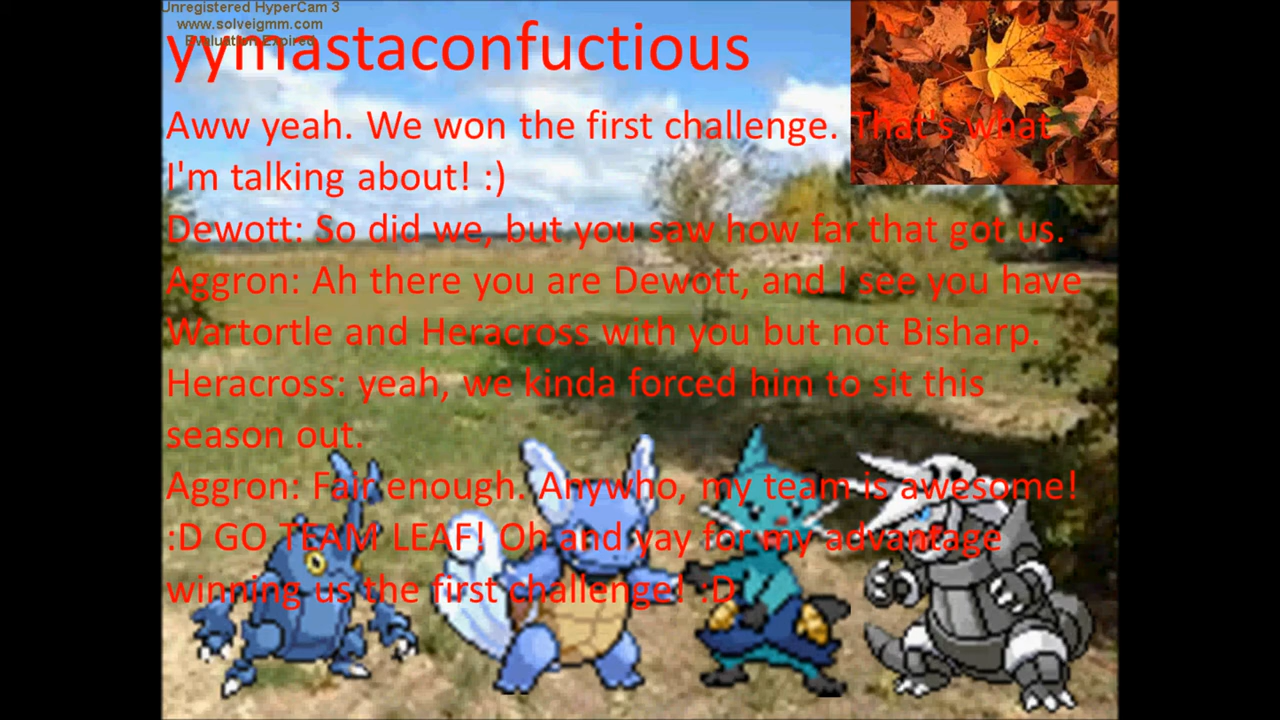 Unregistered HyperCam 3
www.solveigmm.com
Evaluation Expired
yymastaconfuctious
Aww yeah. We won the first challenge. That's what
I'm talking about! :)
Dewott: So did we, but you saw how far that got us.
Aggron: Ah there you are Dewott, and I see you have
Wartortle and Heracross with you but not Bisharp.
Heracross: yeah, we kinda forced him to sit this
season out.
Aggron: Fair enough. Anywho, my team is awesome!
:D GO TEAM LEAF! Oh and yay for my advantage
winning us the first challenge! :D